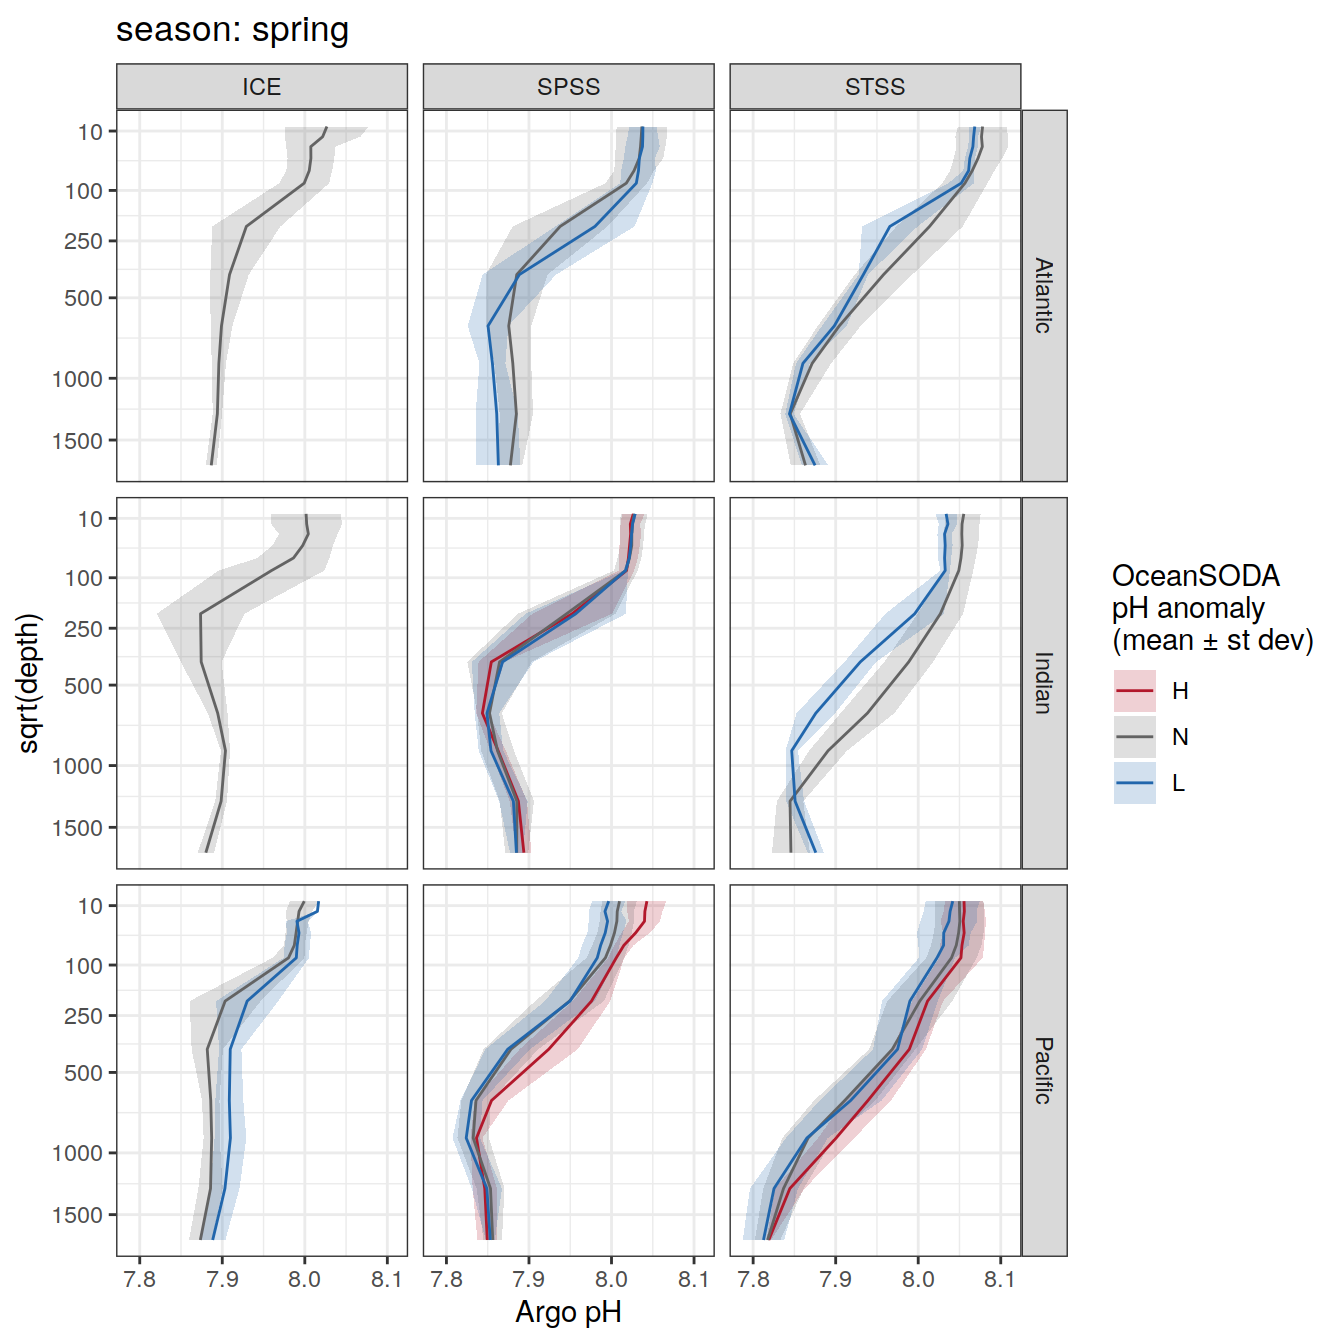 season: spring
ICE SPSS STSS
10
100
250
500
1000
1500
Atlantic
10
100
250
500
1000
1500
Indian
10
100
250
500
1000
1500
Pacific
sqrt(depth)
7.8 7.9 8.0 8.1 7.8 7.9 8.0 8.1 7.8 7.9 8.0 8.1
Argo pH
OceanSODA
pH anomaly
(mean ± st dev)
H
N
L